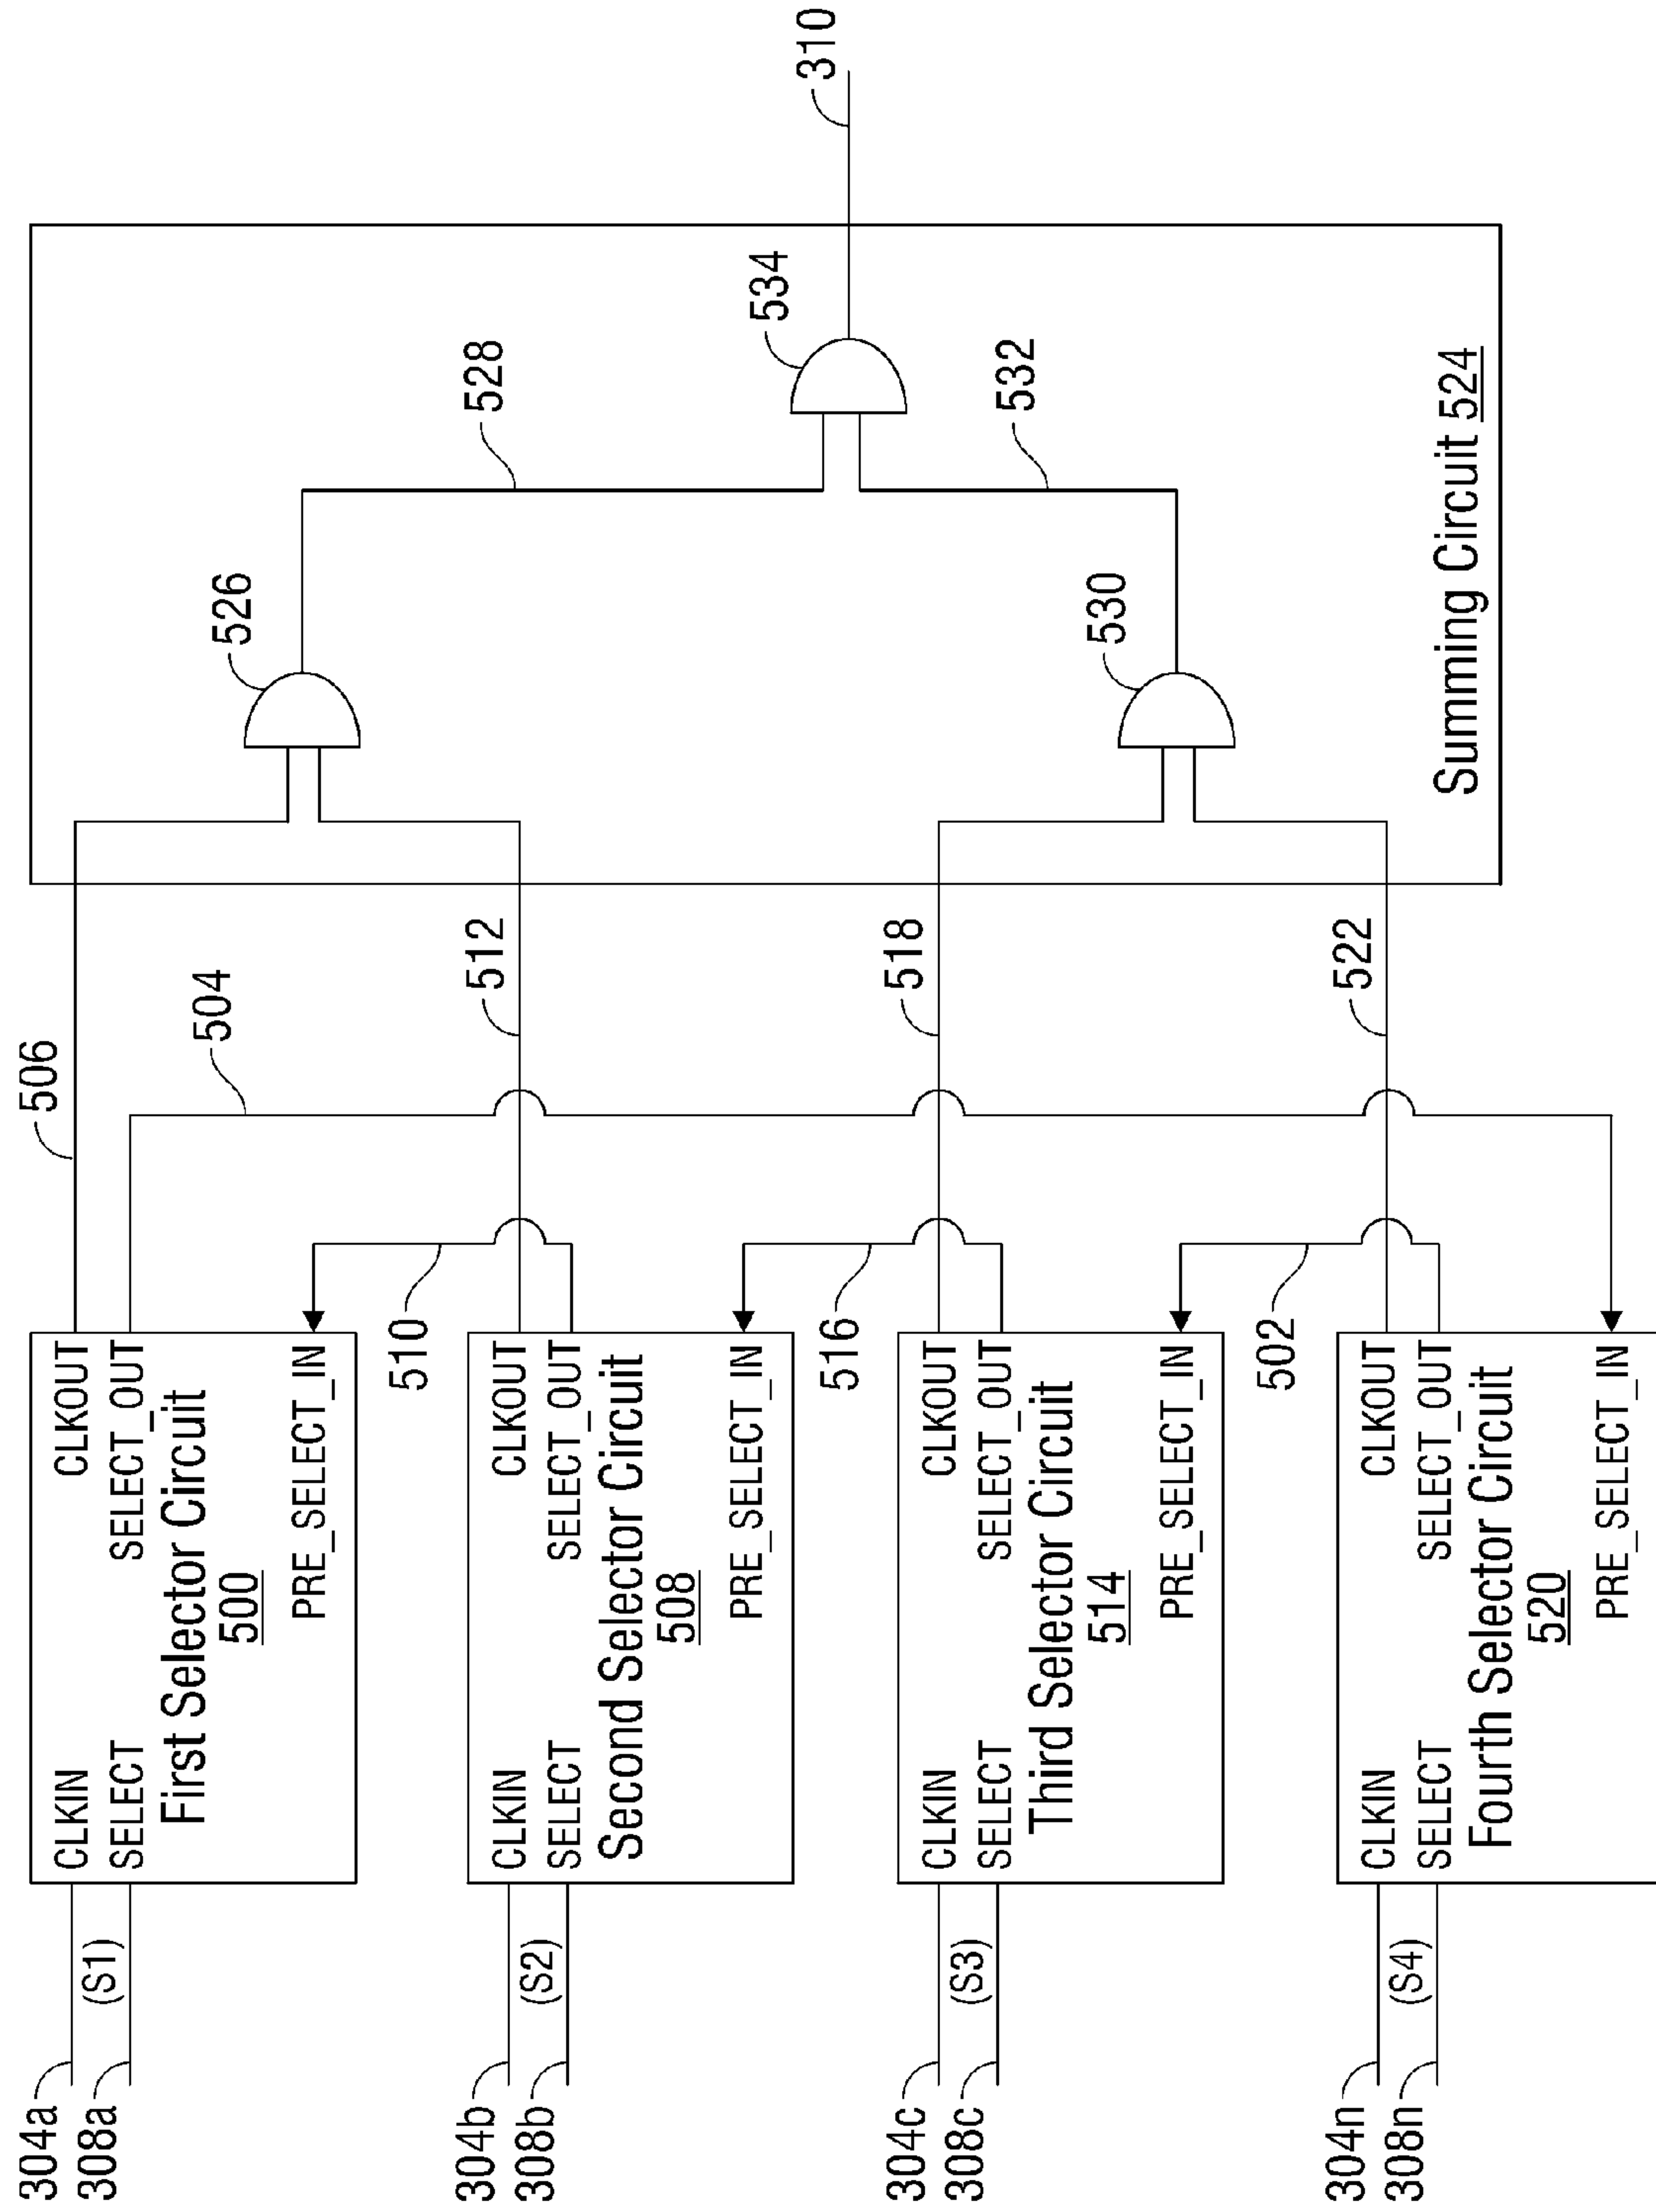 304a
308a
(S1)
CLKIN
SELECT
CLKOUT
SELECT_OUT
First Selector Circuit
500
PRE_SELECT_IN
506
504
510
304b
308b
(S2)
CLKIN
SELECT
CLKOUT
SELECT_OUT
Second Selector Circuit
508
PRE_SELECT_IN
512
516
304c
308c
(S3)
CLKIN
SELECT
CLKOUT
SELECT_OUT
Third Selector Circuit
514
PRE_SELECT_IN
518
502
304n
308n
(S4)
CLKIN
SELECT
CLKOUT
SELECT_OUT
Fourth Selector Circuit
520
PRE_SELECT_IN
522
526
528
530
532
534
310
Summing Circuit 524